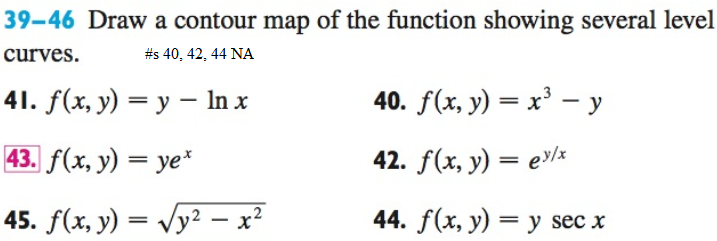 39–46 Draw a contour map of the function showing several level
curves. #s 40, 42, 44 NA
41. f(x, y) = y − ln x 40. f(x, y) = x³ − y
43. f(x, y) = yeˣ 42. f(x, y) = e^{y/x}
45. f(x, y) = √(y² − x²) 44. f(x, y) = y sec x